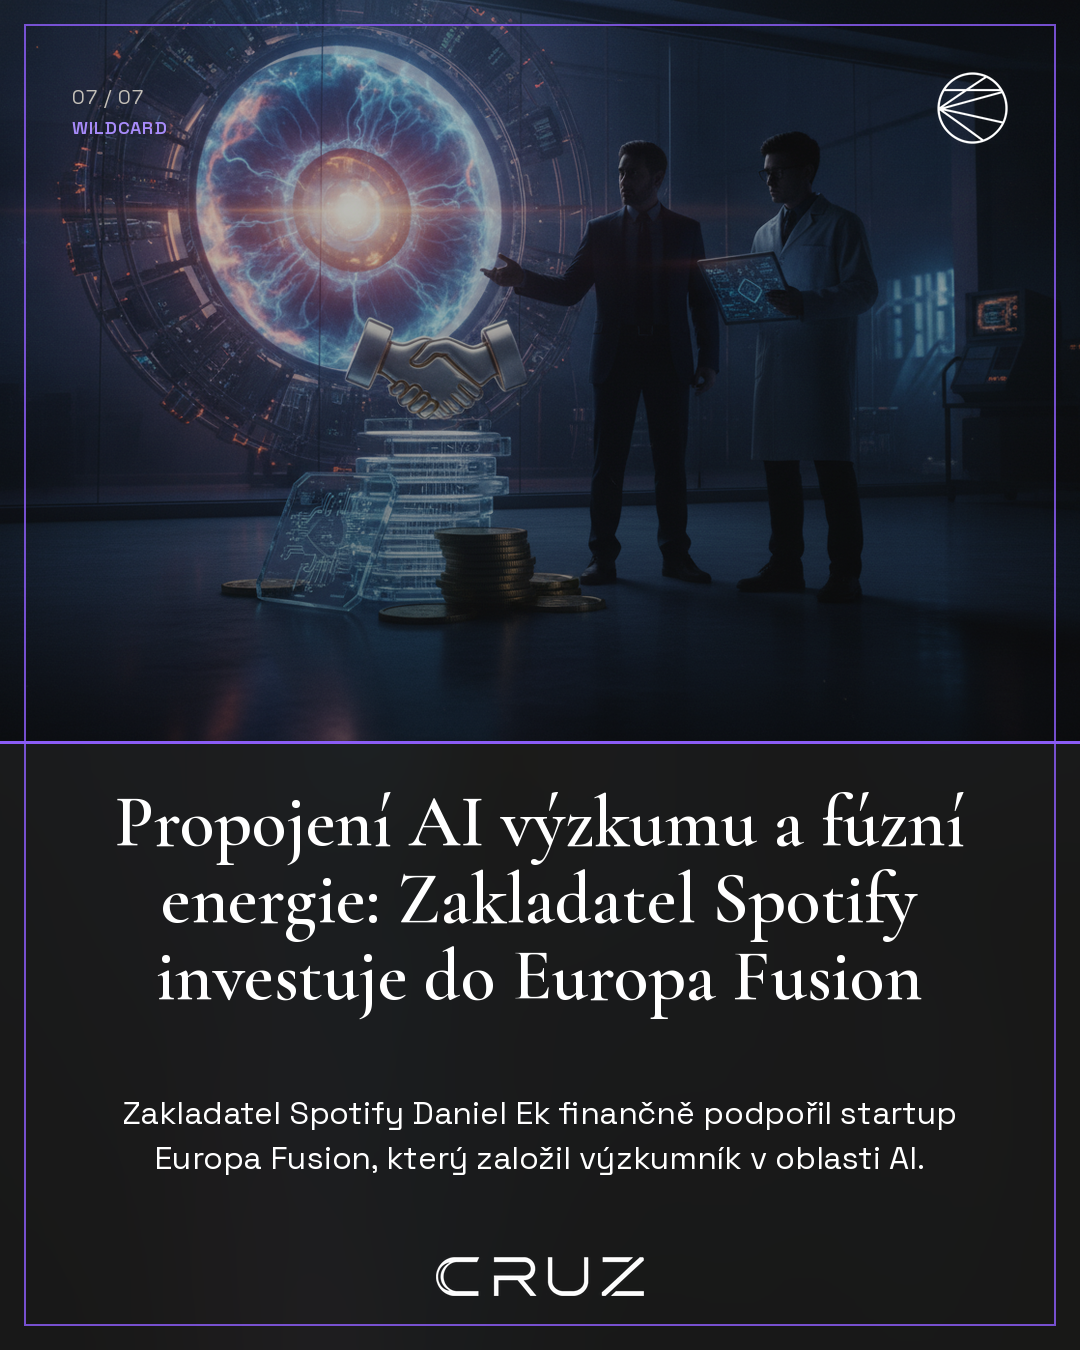 07 / 07
WILDCARD
Propojení AI výzkumu a fúzní
energie: Zakladatel Spotify
investuje do Europa Fusion
Zakladatel Spotify Daniel Ek finančně podpořil startup
Europa Fusion, který založil výzkumník v oblasti AI.
CRUZ